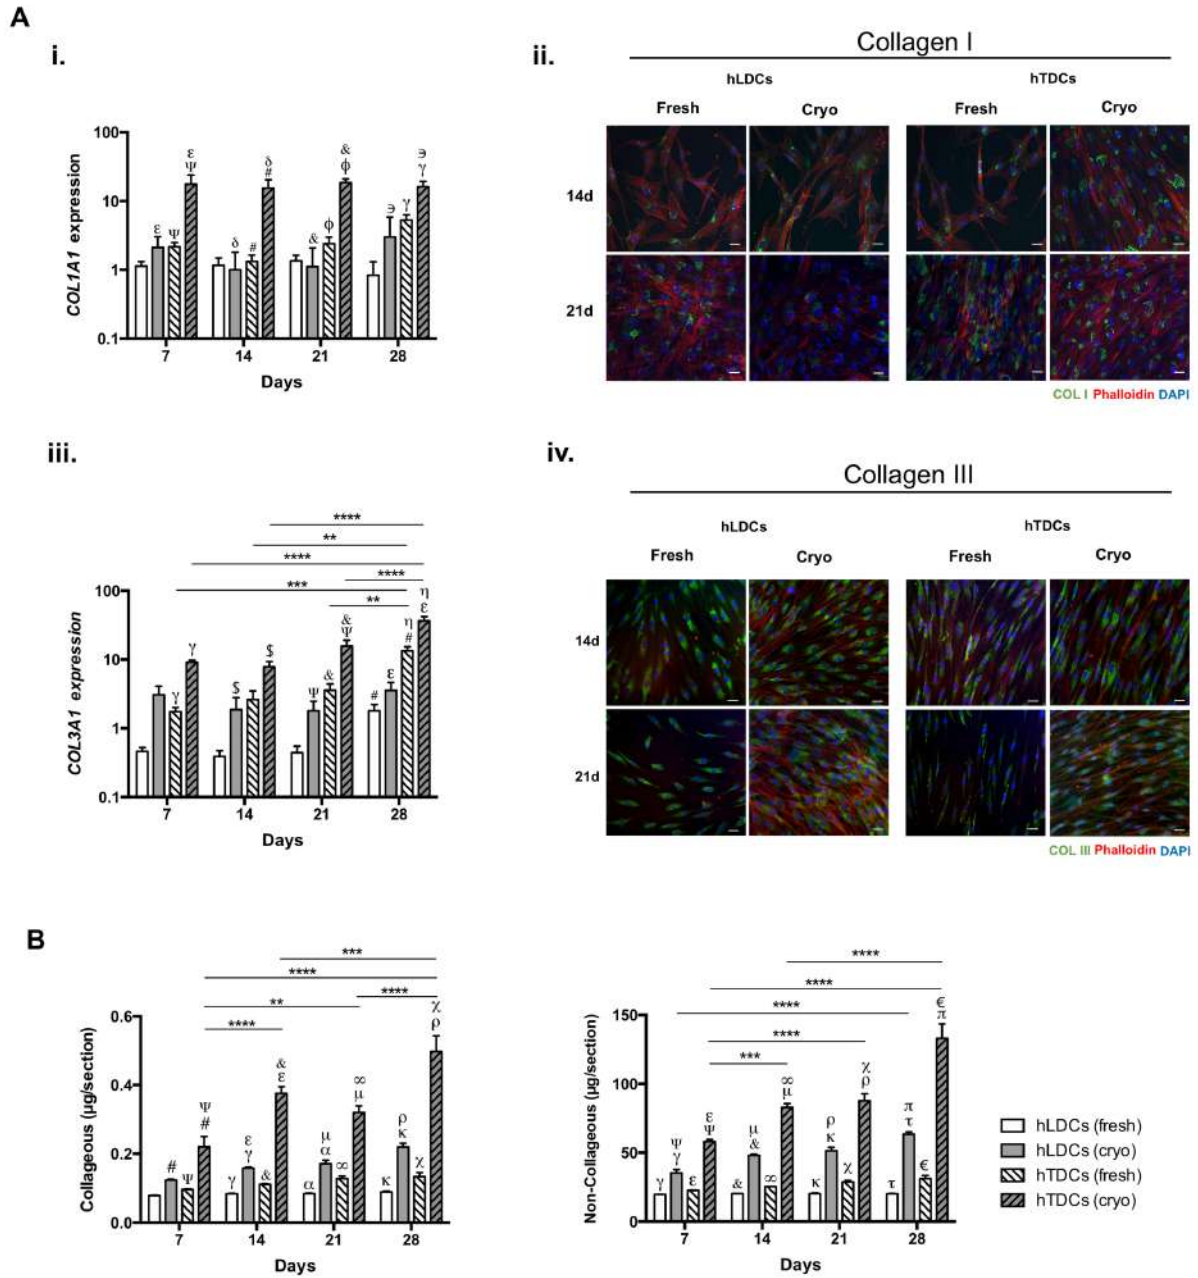 A
i.
100
10
1
0.1
COL1A1 expression
ε
ε Ψ
Ψ
δ
δ
#
#
&
&
ϕ
ϕ
϶
϶
γ
γ
7 14 21 28
Days
ii.
Collagen I
hLDCs hTDCs
Fresh Cryo Fresh Cryo
14d
21d
COL I Phalloidin DAPI
iii.
****
**
****
*** ****
**
100
10
1
0.1
COL3A1 expression
γ
γ
$
$
&
Ψ
Ψ
&
η
ε
η
#
#
ε
7 14 21 28
Days
iv.
Collagen III
hLDCs hTDCs
Fresh Cryo Fresh Cryo
14d
21d
COL III Phalloidin DAPI
B
***
****
** ****
****
0.6
0.4
0.2
0.0
Collageous (µg/section)
Ψ
#
# Ψ
&
ε
ε
γ
γ &
∞
μ
μ
α
α ∞
χ
ρ
ρ
κ
κ χ
7 14 21 28
Days
****
****
****
****
***
150
100
50
0
Non-Collageous (µg/section)
ε
Ψ
Ψ
γ
γ ε
∞
μ
μ
&
& ∞
χ
ρ
ρ
κ
κ χ
€
π
π
τ
τ €
7 14 21 28
Days
hLDCs (fresh)
hLDCs (cryo)
hTDCs (fresh)
hTDCs (cryo)